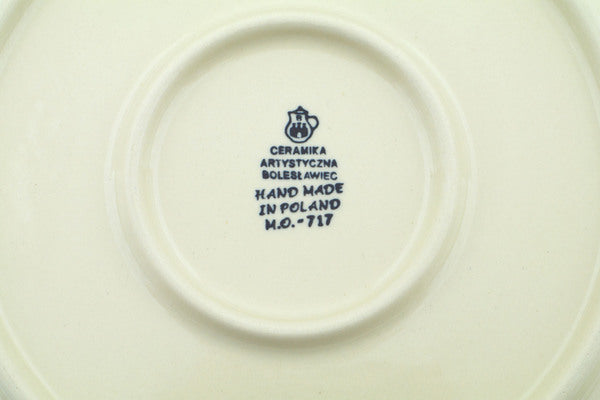 CERAMIKA
ARTYSTYCZNA
BOLESŁAWIEC
HAND MADE
IN POLAND
M.O.-717